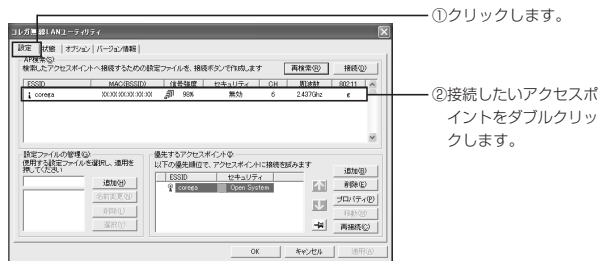 コレガ無線LANユーティリティ
①クリックします。
設定 状態 オプション バージョン情報
AP検索(S)
検索したアクセスポイントへ接続するための設定ファイルを、接続ボタンで作成します 再検索(R) 接続(Q)
ESSID MAC(BSSID) 信号強度 セキュリティ CH 周波数 80211
corega XX:XX:XX:XX:XX:XX 98% 無効 6 2.437Ghz g
②接続したいアクセスポ
イントをダブルクリッ
クします。
設定ファイルの管理(G)
使用する設定ファイルを選択し、適用を
押してください
追加(H)
名前変更(N)
削除(L)
選択(Y)
優先するアクセスポイント
以下の優先順位で、アクセスポイントに接続を試みます
ESSID セキュリティ
corega Open System
追加(B)
削除(E)
プロパティ(P)
移動(M)
再接続(C)
OK キャンセル 適用(A)